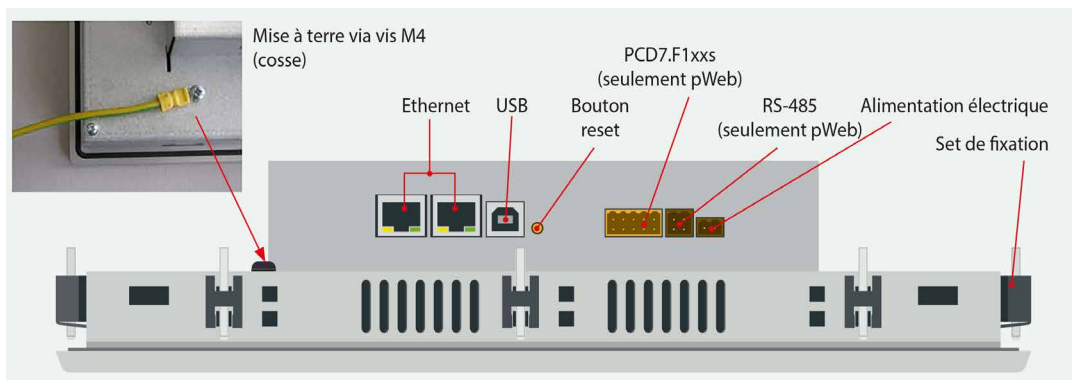 Mise à terre via vis M4
(cosse)
PCD7.F1xxs
(seulement pWeb)
Ethernet
USB
Bouton
reset
RS-485
(seulement pWeb)
Alimentation électrique
Set de fixation